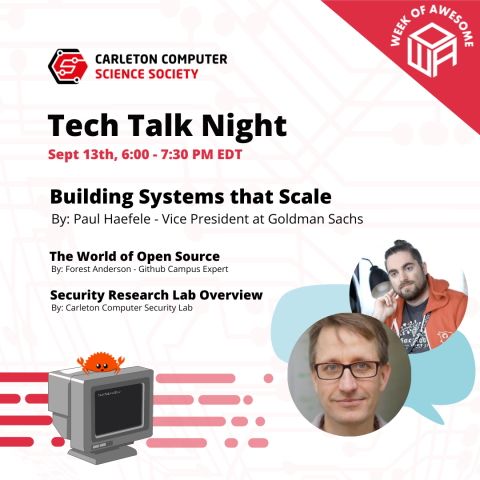 WEEK OF AWESOME
WA
CARLETON COMPUTER
SCIENCE SOCIETY
Tech Talk Night
Sept 13th, 6:00 - 7:30 PM EDT
Building Systems that Scale
By: Paul Haefele - Vice President at Goldman Sachs
The World of Open Source
By: Forest Anderson - Github Campus Expert
Security Research Lab Overview
By: Carleton Computer Security Lab